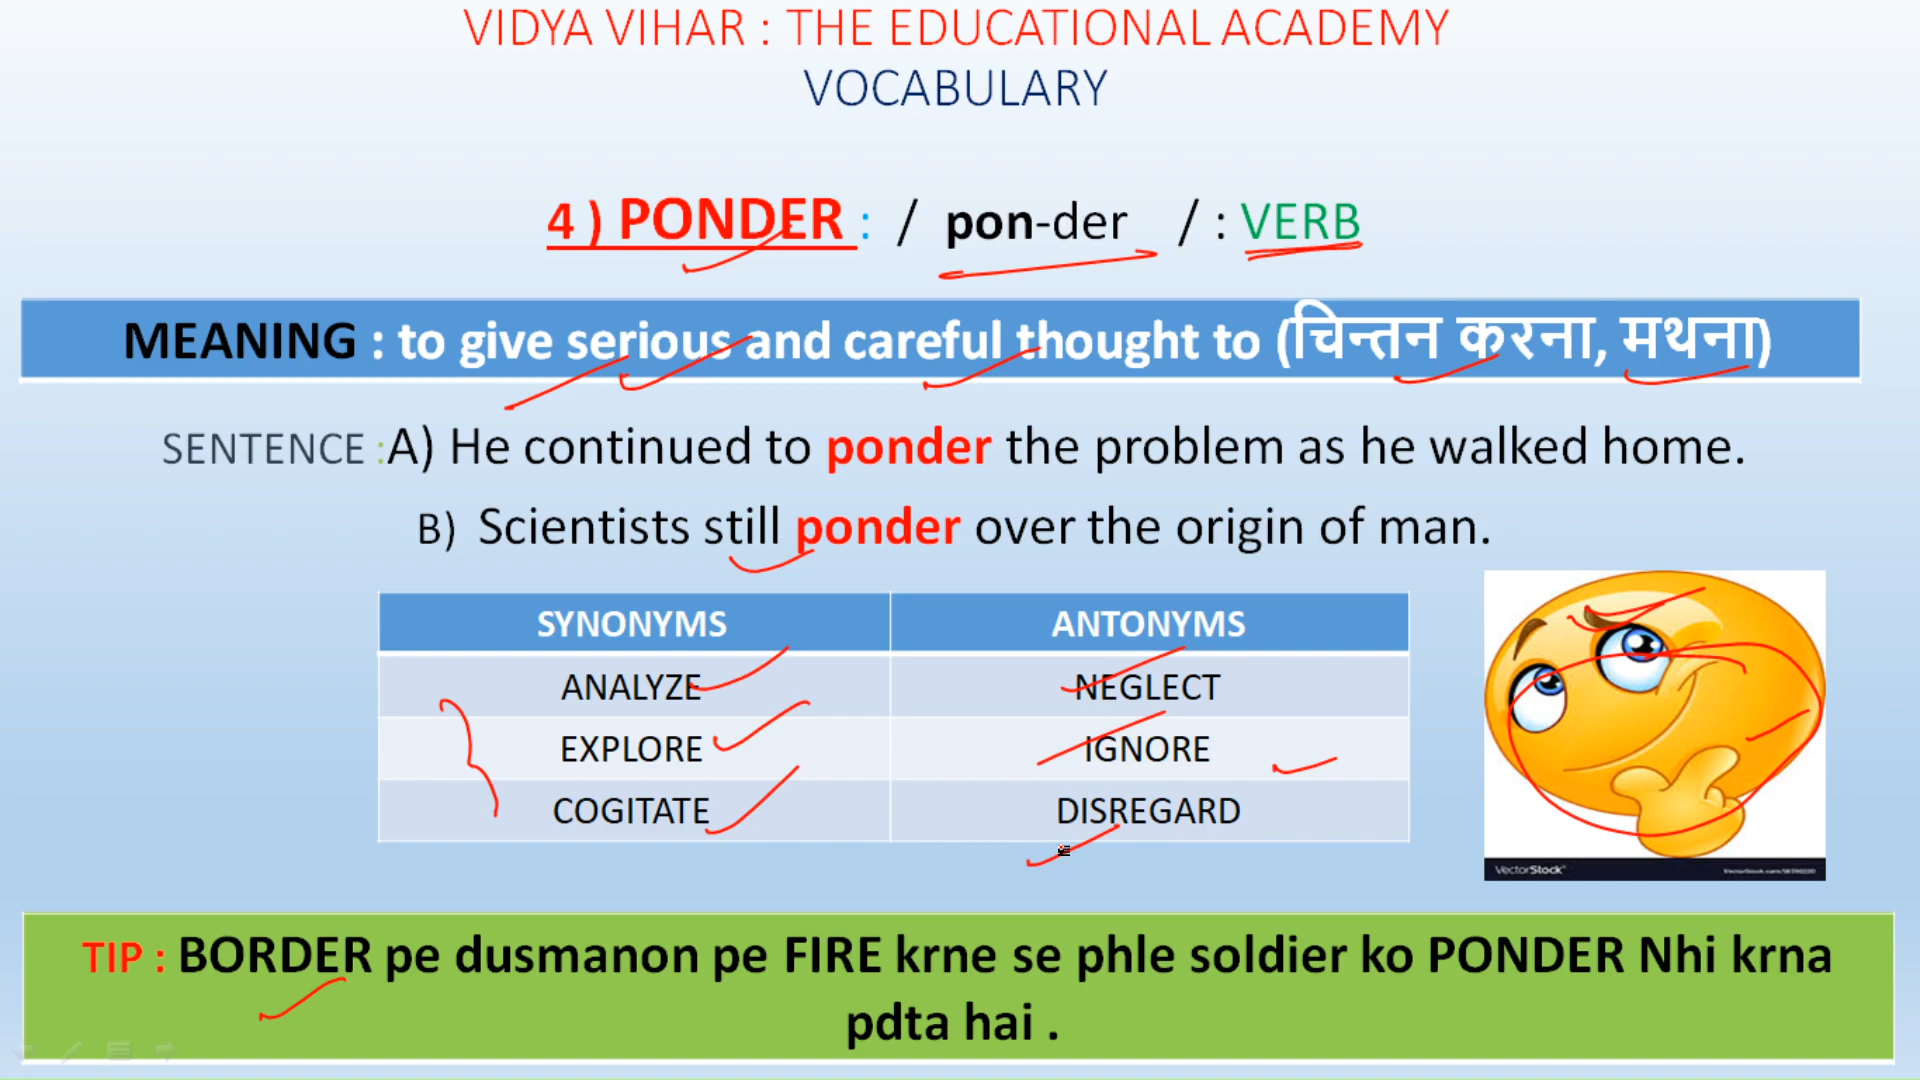 VIDYA VIHAR : THE EDUCATIONAL ACADEMY
VOCABULARY
4 ) PONDER : / pon-der / : VERB
MEANING : to give serious and careful thought to (चिन्तन करना, मथना)
SENTENCE :A) He continued to ponder the problem as he walked home.
B) Scientists still ponder over the origin of man.
SYNONYMS ANTONYMS
ANALYZE NEGLECT
EXPLORE IGNORE
COGITATE DISREGARD
VectorStock®
TIP : BORDER pe dusmanon pe FIRE krne se phle soldier ko PONDER Nhi krna
pdta hai .